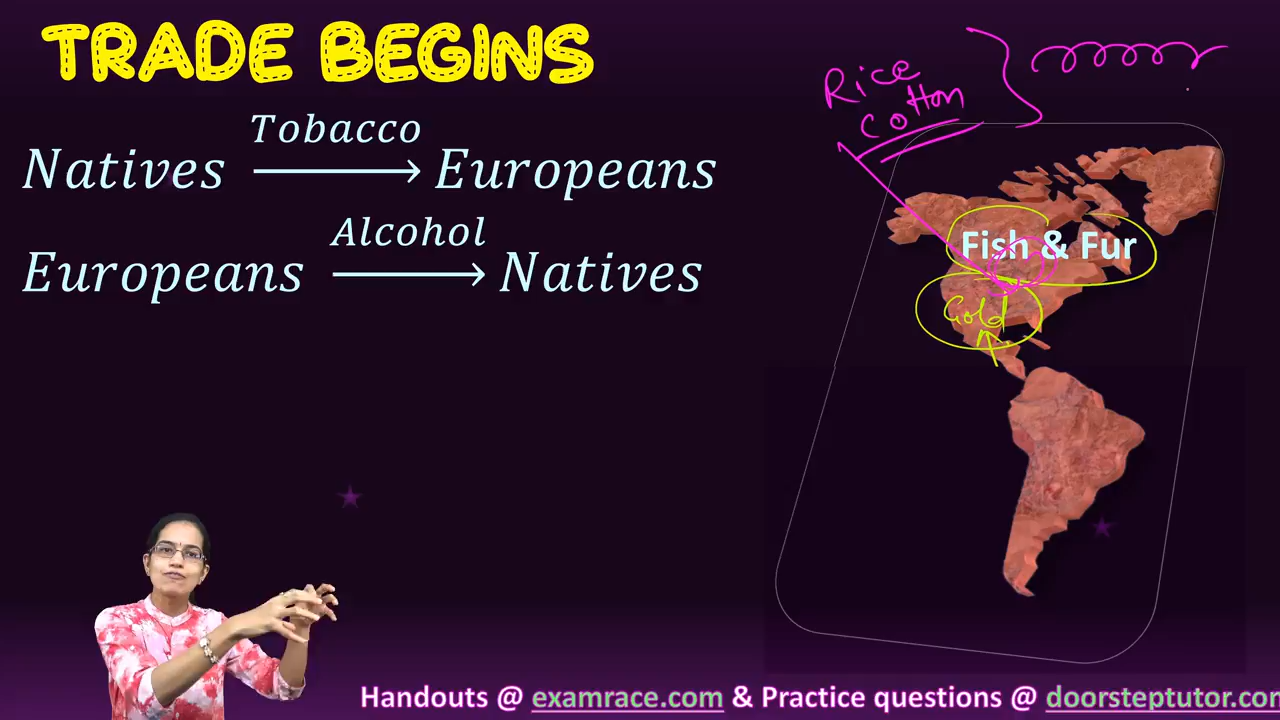 TRADE BEGINS
Tobacco
Natives ⟶ Europeans
Alcohol
Europeans ⟶ Natives
Rice
Cotton
Fish & Fur
Gold
Handouts @ examrace.com & Practice questions @ doorsteptutor.com